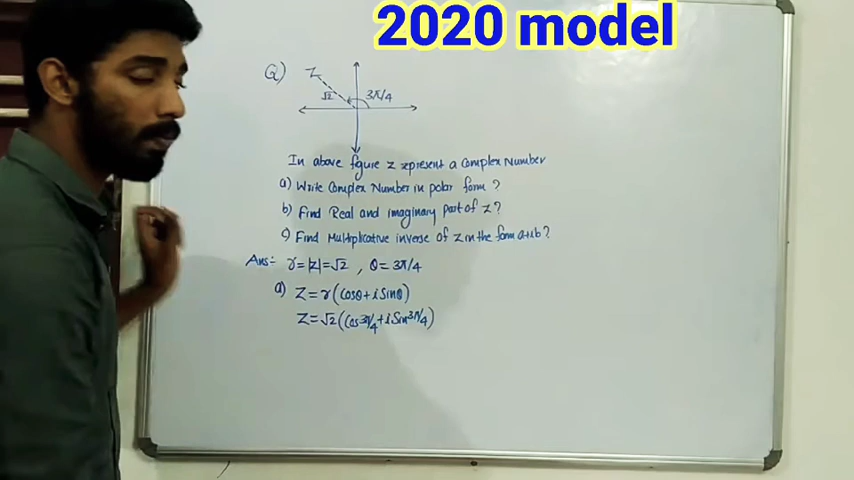 2020 model
Q) Z
√2 3π/4
In above fgure z represent a Complex Number
a) Write Complex Number in polar form ?
b) Find Real and imaginary part of z?
c) Find Multiplicative inverse of z in the form a+ib?
Ans:- r=|z|=√2 , θ= 3π/4
a) Z=r(cosθ+i Sinθ)
Z=√2(cos 3π/4+i Sin 3π/4)